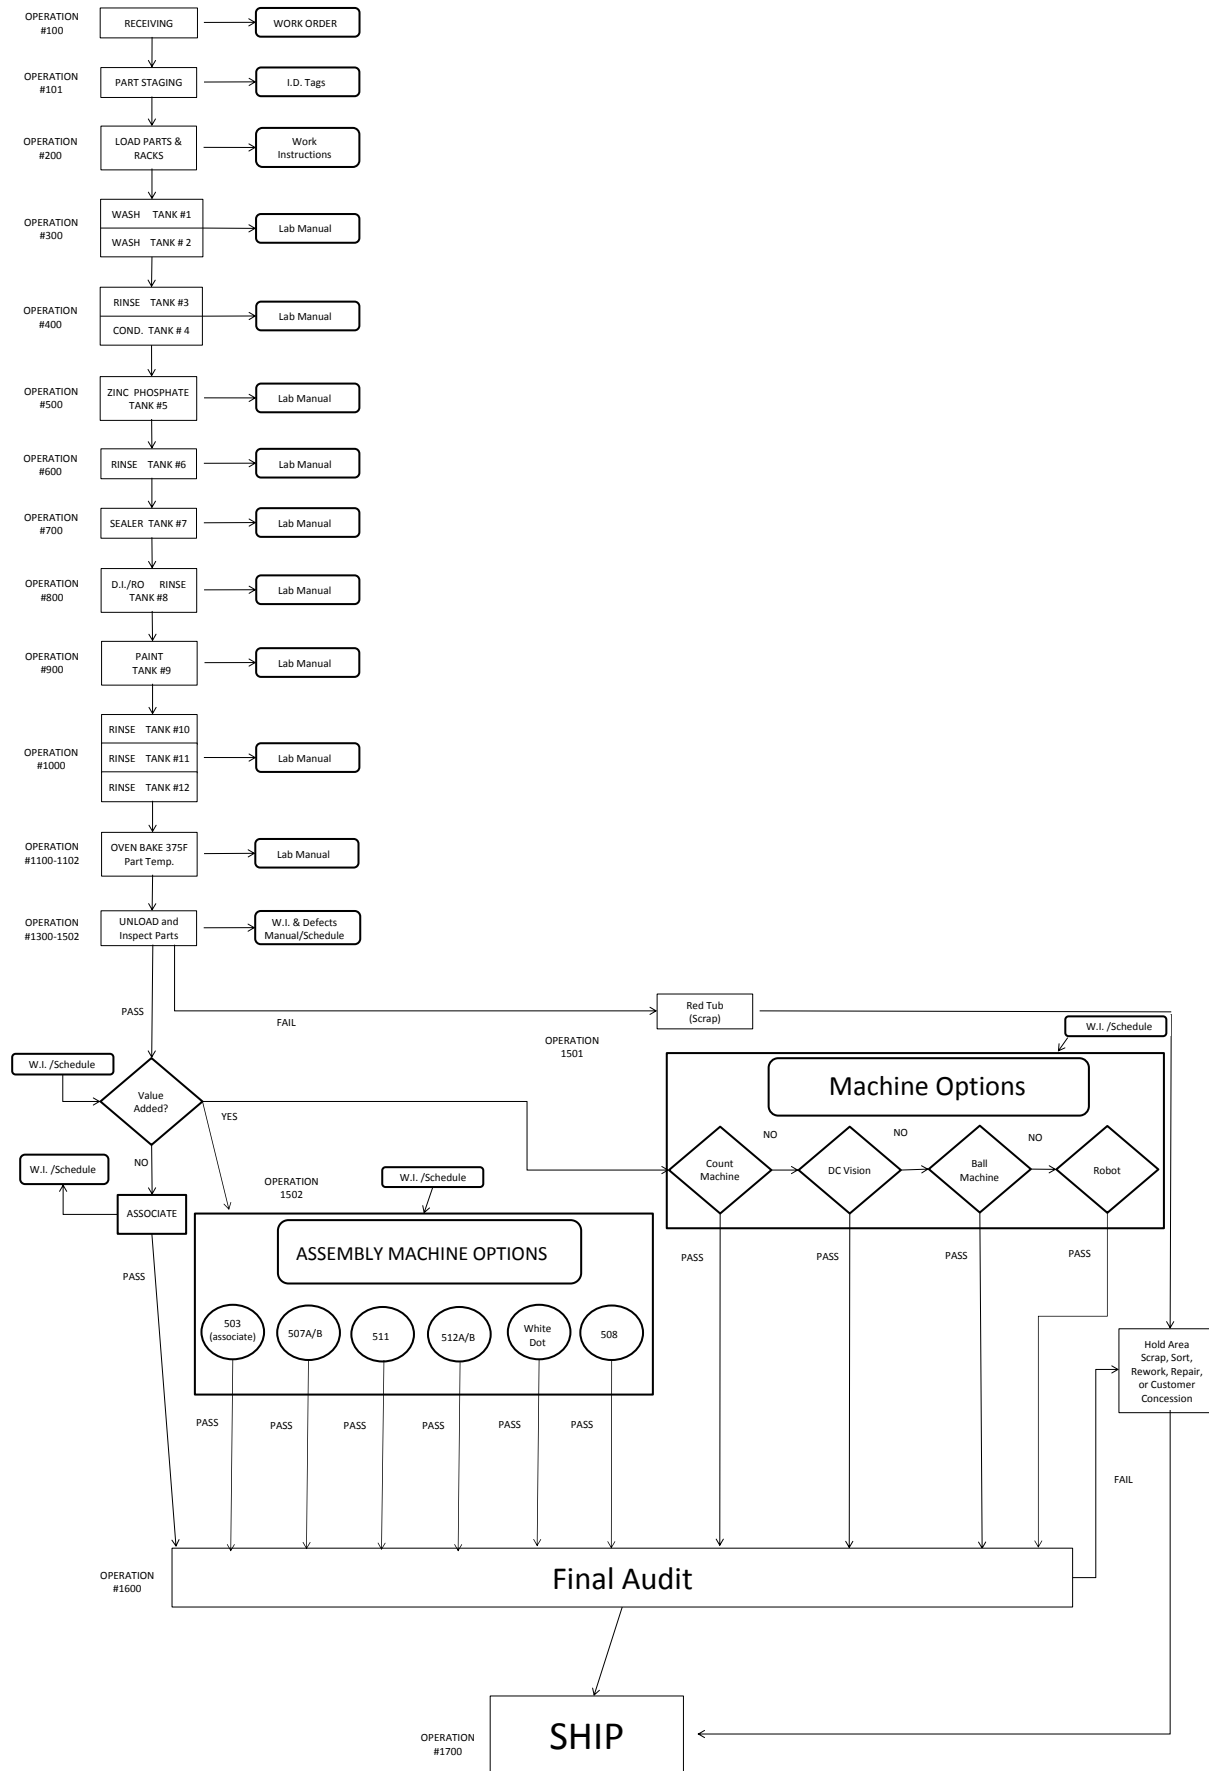 OPERATION
#100
RECEIVING
WORK ORDER
OPERATION
#101
PART STAGING
I.D. Tags
OPERATION
#200
LOAD PARTS &
RACKS
Work
Instructions
OPERATION
#300
WASH TANK #1
WASH TANK # 2
Lab Manual
OPERATION
#400
RINSE TANK #3
COND. TANK # 4
Lab Manual
OPERATION
#500
ZINC PHOSPHATE
TANK #5
Lab Manual
OPERATION
#600
RINSE TANK #6
Lab Manual
OPERATION
#700
SEALER TANK #7
Lab Manual
OPERATION
#800
D.I./RO RINSE
TANK #8
Lab Manual
OPERATION
#900
PAINT
TANK #9
Lab Manual
OPERATION
#1000
RINSE TANK #10
RINSE TANK #11
RINSE TANK #12
Lab Manual
OPERATION
#1100-1102
OVEN BAKE 375F
Part Temp.
Lab Manual
OPERATION
#1300-1502
UNLOAD and
Inspect Parts
W.I. & Defects
Manual/Schedule
PASS
FAIL
Red Tub
(Scrap)
OPERATION
1501
W.I. /Schedule
W.I. /Schedule
Value
Added?
YES
NO
Machine Options
Count
Machine
NO
DC Vision
NO
Ball
Machine
NO
Robot
W.I. /Schedule
ASSOCIATE
PASS
OPERATION
1502
W.I. /Schedule
ASSEMBLY MACHINE OPTIONS
503
(associate)
507A/B
511
512A/B
White
Dot
508
PASS
PASS
PASS
PASS
PASS
PASS
PASS
PASS
PASS
PASS
Hold Area
Scrap, Sort,
Rework, Repair,
or Customer
Concession
FAIL
OPERATION
#1600
Final Audit
OPERATION
#1700
SHIP